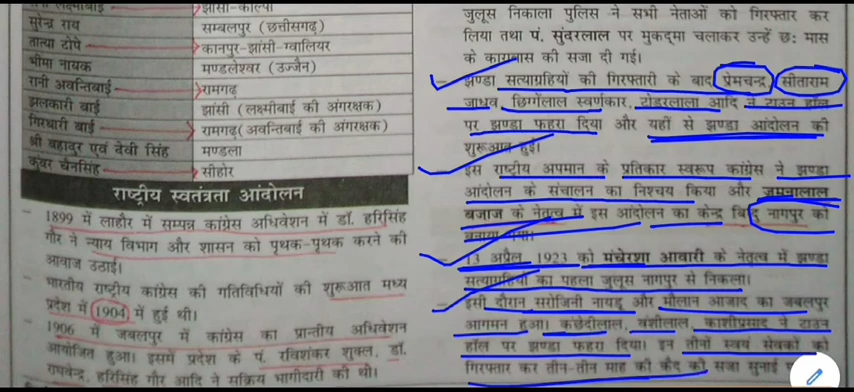 झांसी-काल्पी
सुरेन्द्र राय सम्बलपुर (छत्तीसगढ़)
तात्या टोपे कानपुर-झांसी-ग्वालियर
भीमा नायक मण्डलेश्वर (उज्जैन)
रानी अवन्तिबाई रामगढ़
झलकारी बाई झांसी (लक्ष्मीबाई की अंगरक्षक)
गिरधारी बाई रामगढ़(अवन्तिबाई की अंगरक्षक)
श्री बहादुर एवं देवी सिंह मण्डला
कुंवर चैनसिंह सीहोर
राष्ट्रीय स्वतंत्रता आंदोलन
- 1899 में लाहौर में सम्पन्न कांग्रेस अधिवेशन में डॉ. हरिसिंह
गौर ने न्याय विभाग और शासन को पृथक-पृथक करने की
आवाज उठाई।
- भारतीय राष्ट्रीय कांग्रेस की गतिविधियों की शुरूआत मध्य
प्रदेश में 1904 में हुई थी।
- 1906 में जबलपुर में कांग्रेस का प्रान्तीय अधिवेशन
आयोजित हुआ। इसमें प्रदेश के पं. रविशंकर शुक्ल, डॉ.
राघवेन्द्र, हरिसिंह गौर आदि ने सक्रिय भागीदारी की थी।
जुलूस निकाला पुलिस ने सभी नेताओं को गिरफ्तार कर
लिया तथा पं. सुंदरलाल पर मुकद्मा चलाकर उन्हें छ: मास
के कारावास की सजा दी गई।
- झण्डा सत्याग्रहियों की गिरफ्तारी के बाद प्रेमचन्द्र, सीताराम
जाधव, छिग्गेंलाल स्वर्णकार, टोडरलाला आदि ने टाउन हॉल
पर झण्डा फहरा दिया और यहीं से झण्डा आंदोलन की
शुरूआत हुई।
- इस राष्ट्रीय अपमान के प्रतिकार स्वरूप कांग्रेस ने झण्डा
आंदोलन के संचालन का निश्चय किया और जमनालाल
बजाज के नेतृत्व में इस आंदोलन का केन्द्र बिंदु नागपुर को
बनाया गया।
- 13 अप्रैल 1923 को मंचेरशा आवारी के नेतृत्व में झण्डा
सत्याग्रहियों का पहला जुलूस नागपुर से निकला।
- इसी दौरान सरोजिनी नायडू और मौलान आजाद का जबलपुर
आगमन हुआ। कंछेदीलाल, वंशीलाल, काशीप्रसाद ने टाउन
हॉल पर झण्डा फहरा दिया। इन तीनों स्वयं सेवकों को
गिरफ्तार कर तीन-तीन माह की कैद की सजा सुनाई